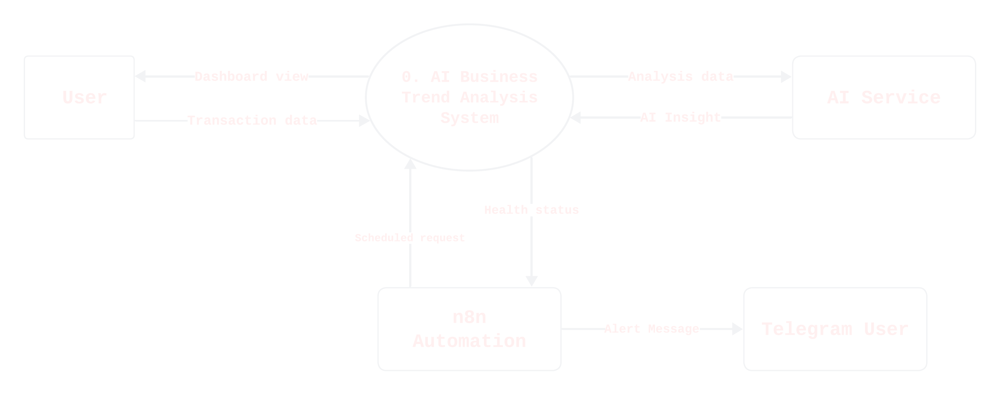 Dashboard view
0. AI Business
Trend Analysis
System
Analysis data
User
AI Service
Transaction data
AI Insight
Health status
Scheduled request
n8n
Automation
Alert Message
Telegram User